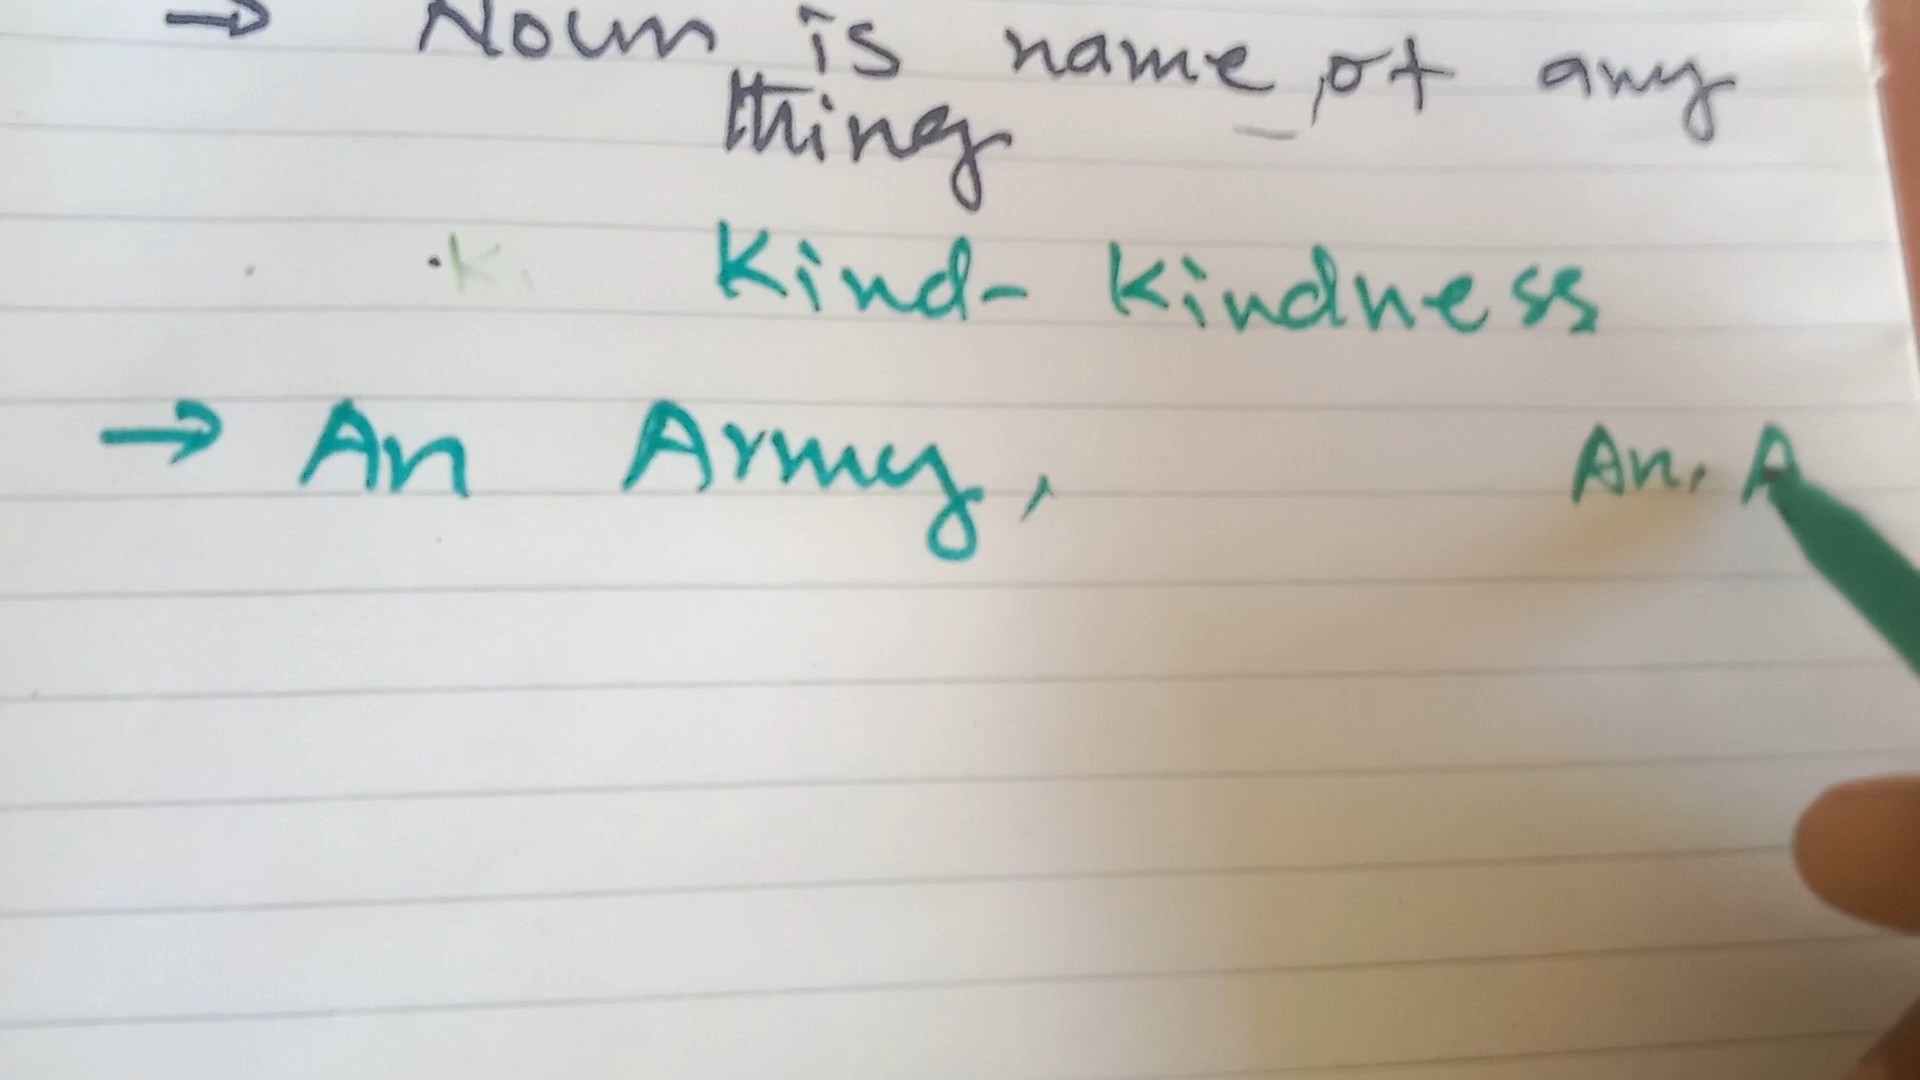 → Noun is name of any
thing
K. Kind- Kindness
→ An Army, An, A